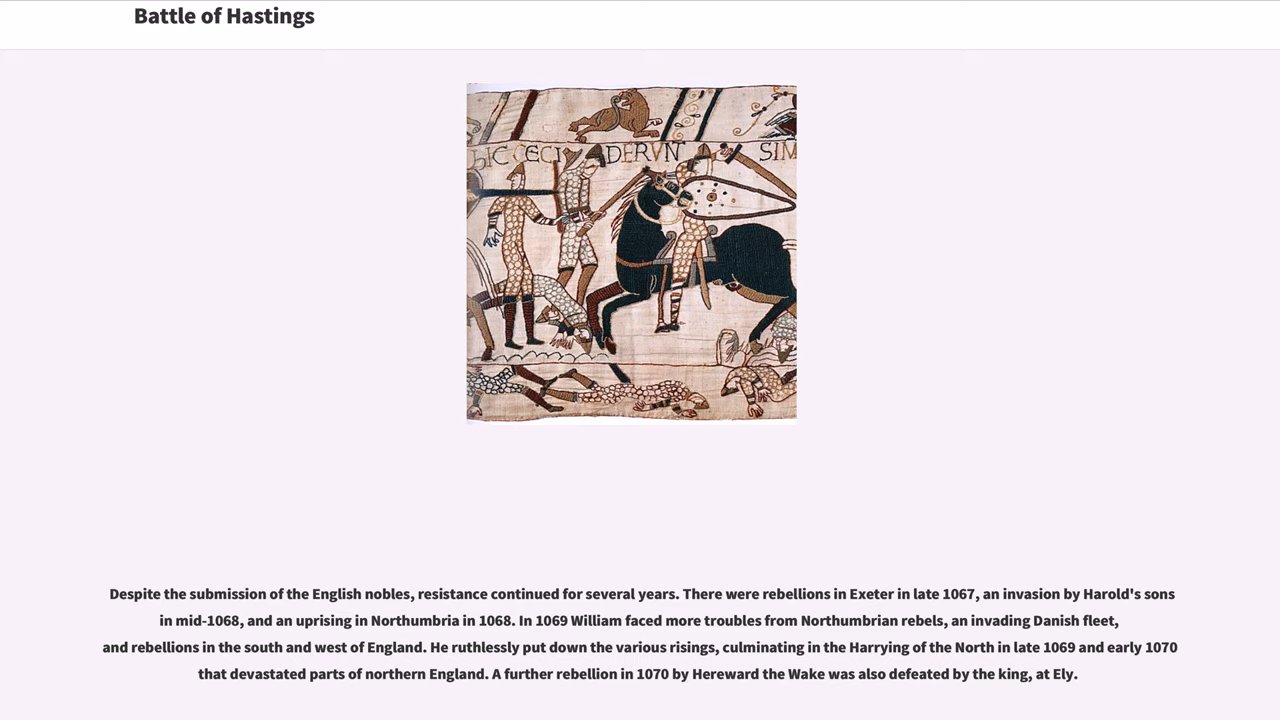 Battle of Hastings
HIC CECI DERVNT SIM
Despite the submission of the English nobles, resistance continued for several years. There were rebellions in Exeter in late 1067, an invasion by Harold's sons
in mid-1068, and an uprising in Northumbria in 1068. In 1069 William faced more troubles from Northumbrian rebels, an invading Danish fleet,
and rebellions in the south and west of England. He ruthlessly put down the various risings, culminating in the Harrying of the North in late 1069 and early 1070
that devastated parts of northern England. A further rebellion in 1070 by Hereward the Wake was also defeated by the king, at Ely.